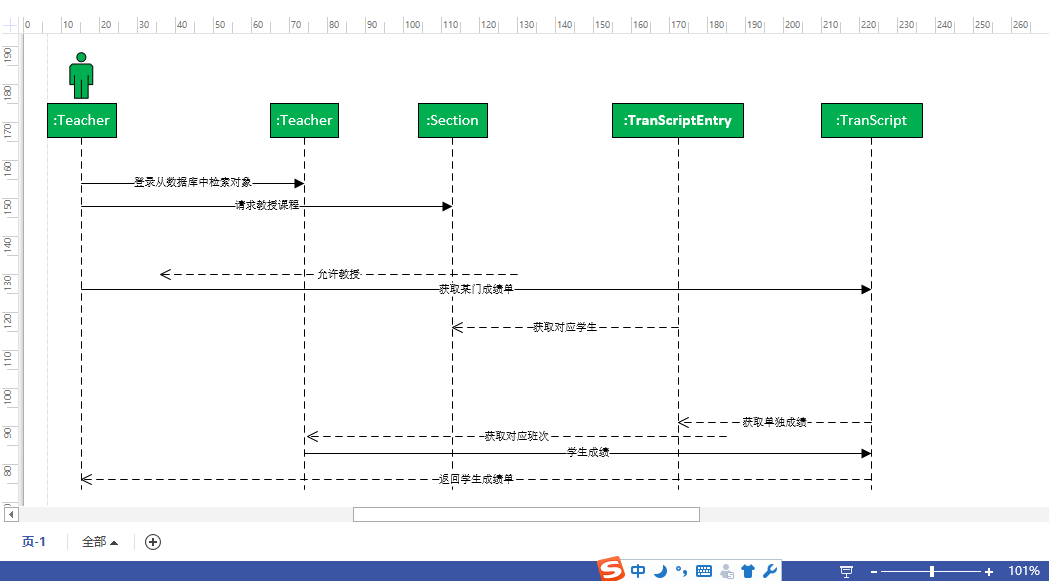 0 10 20 30 40 50 60 70 80 90 100 110 120 130 140 150 160 170 180 190 200 210 220 230 240 250 260
190
180
170
160
150
140
130
120
110
100
90
80
:Teacher :Teacher :Section :TranScriptEntry :TranScript
登录从数据库中检索对象
请求教授课程
允许教授
获取某门成绩单
获取对应学生
获取单独成绩
获取对应班次
学生成绩
返回学生成绩单
页-1 全部
中
101%